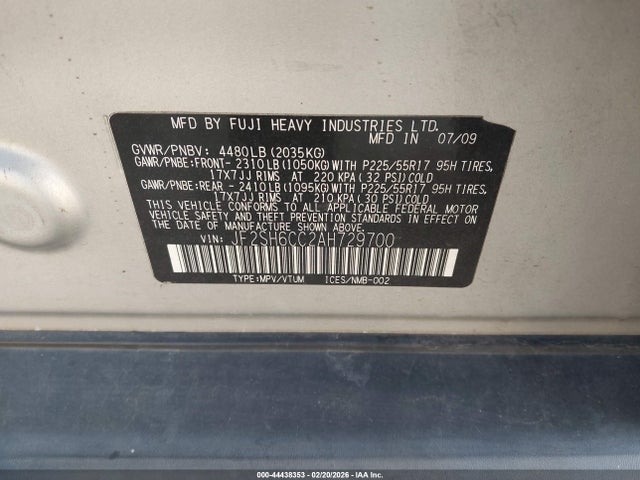 MFD BY FUJI HEAVY INDUSTRIES LTD.
MFD IN 07/09
GVWR/PNBV: 4480LB (2035KG)
GAWR/PNBE:FRONT- 2310LB (1050KG) WITH P225/55R17 95H TIRES,
17X7JJ RIMS AT 220 KPA (32 PSI) COLD
GAWR/PNBE:REAR - 2410LB (1095KG) WITH P225/55R17 95H TIRES,
17X7JJ RIMS AT 210 KPA (30 PSI) COLD
THIS VEHICLE CONFORMS TO ALL APPLICABLE FEDERAL MOTOR
VEHICLE SAFETY AND THEFT PREVENTION STANDARDS IN EFFECT ON
THE DATE OF MANUFACTURE SHOWN ABOVE.
VIN: JF2SH6CC2AH729700
TYPE:MPV/VTUM ICES/NMB-002
000-44438353 - 02/20/2026 - IAA Inc.